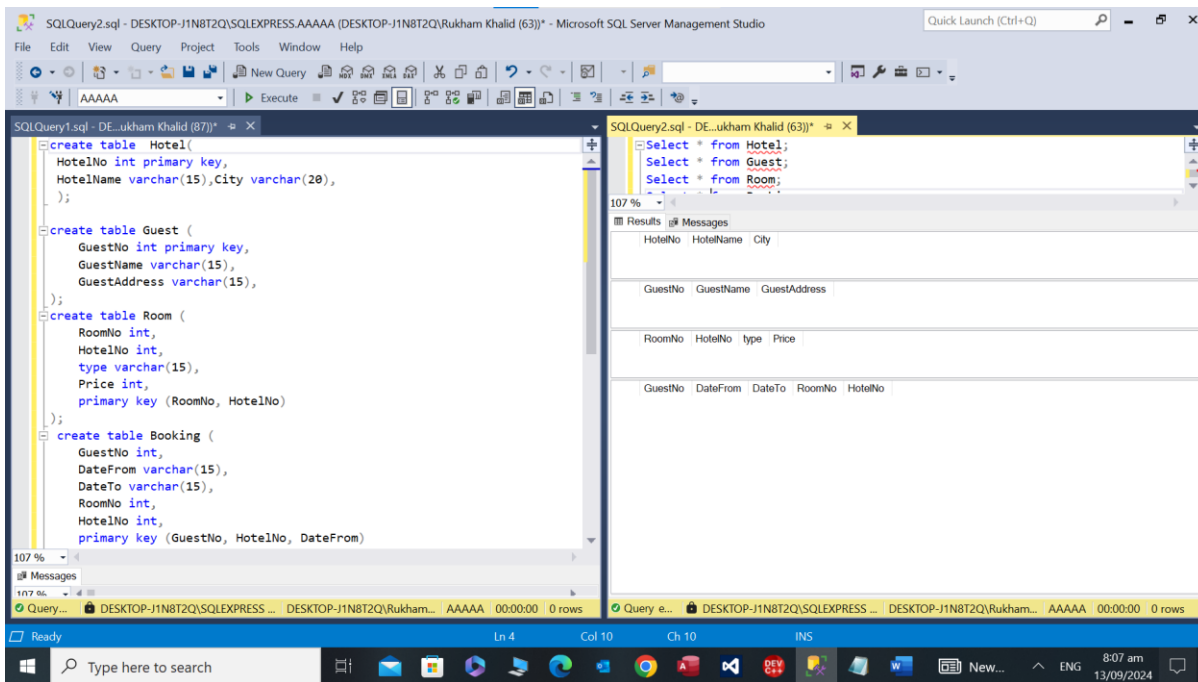 SQLQuery2.sql - DESKTOP-J1N8T2Q\SQLEXPRESS.AAAAA (DESKTOP-J1N8T2Q\Rukham Khalid (63))* - Microsoft SQL Server Management Studio
Quick Launch (Ctrl+Q)
File Edit View Query Project Tools Window Help
New Query
AAAAA
Execute
SQLQuery1.sql - DE...ukham Khalid (87))*
create table  Hotel(
HotelNo int primary key,
HotelName varchar(15),City varchar(20),
);
create table Guest (
GuestNo int primary key,
GuestName varchar(15),
GuestAddress varchar(15),
);
create table Room (
RoomNo int,
HotelNo int,
type varchar(15),
Price int,
primary key (RoomNo, HotelNo)
);
create table Booking (
GuestNo int,
DateFrom varchar(15),
DateTo varchar(15),
RoomNo int,
HotelNo int,
primary key (GuestNo, HotelNo, DateFrom)
107 %
Messages
107 %
Query... DESKTOP-J1N8T2Q\SQLEXPRESS ... DESKTOP-J1N8T2Q\Rukham... AAAAA 00:00:00 0 rows
SQLQuery2.sql - DE...ukham Khalid (63))*
Select * from Hotel;
Select * from Guest;
Select * from Room;
107 %
Results Messages
HotelNo HotelName City
GuestNo GuestName GuestAddress
RoomNo HotelNo type Price
GuestNo DateFrom DateTo RoomNo HotelNo
Query e... DESKTOP-J1N8T2Q\SQLEXPRESS ... DESKTOP-J1N8T2Q\Rukham... AAAAA 00:00:00 0 rows
Ready Ln 4 Col 10 Ch 10 INS
Type here to search
New...
ENG
8:07 am
13/09/2024